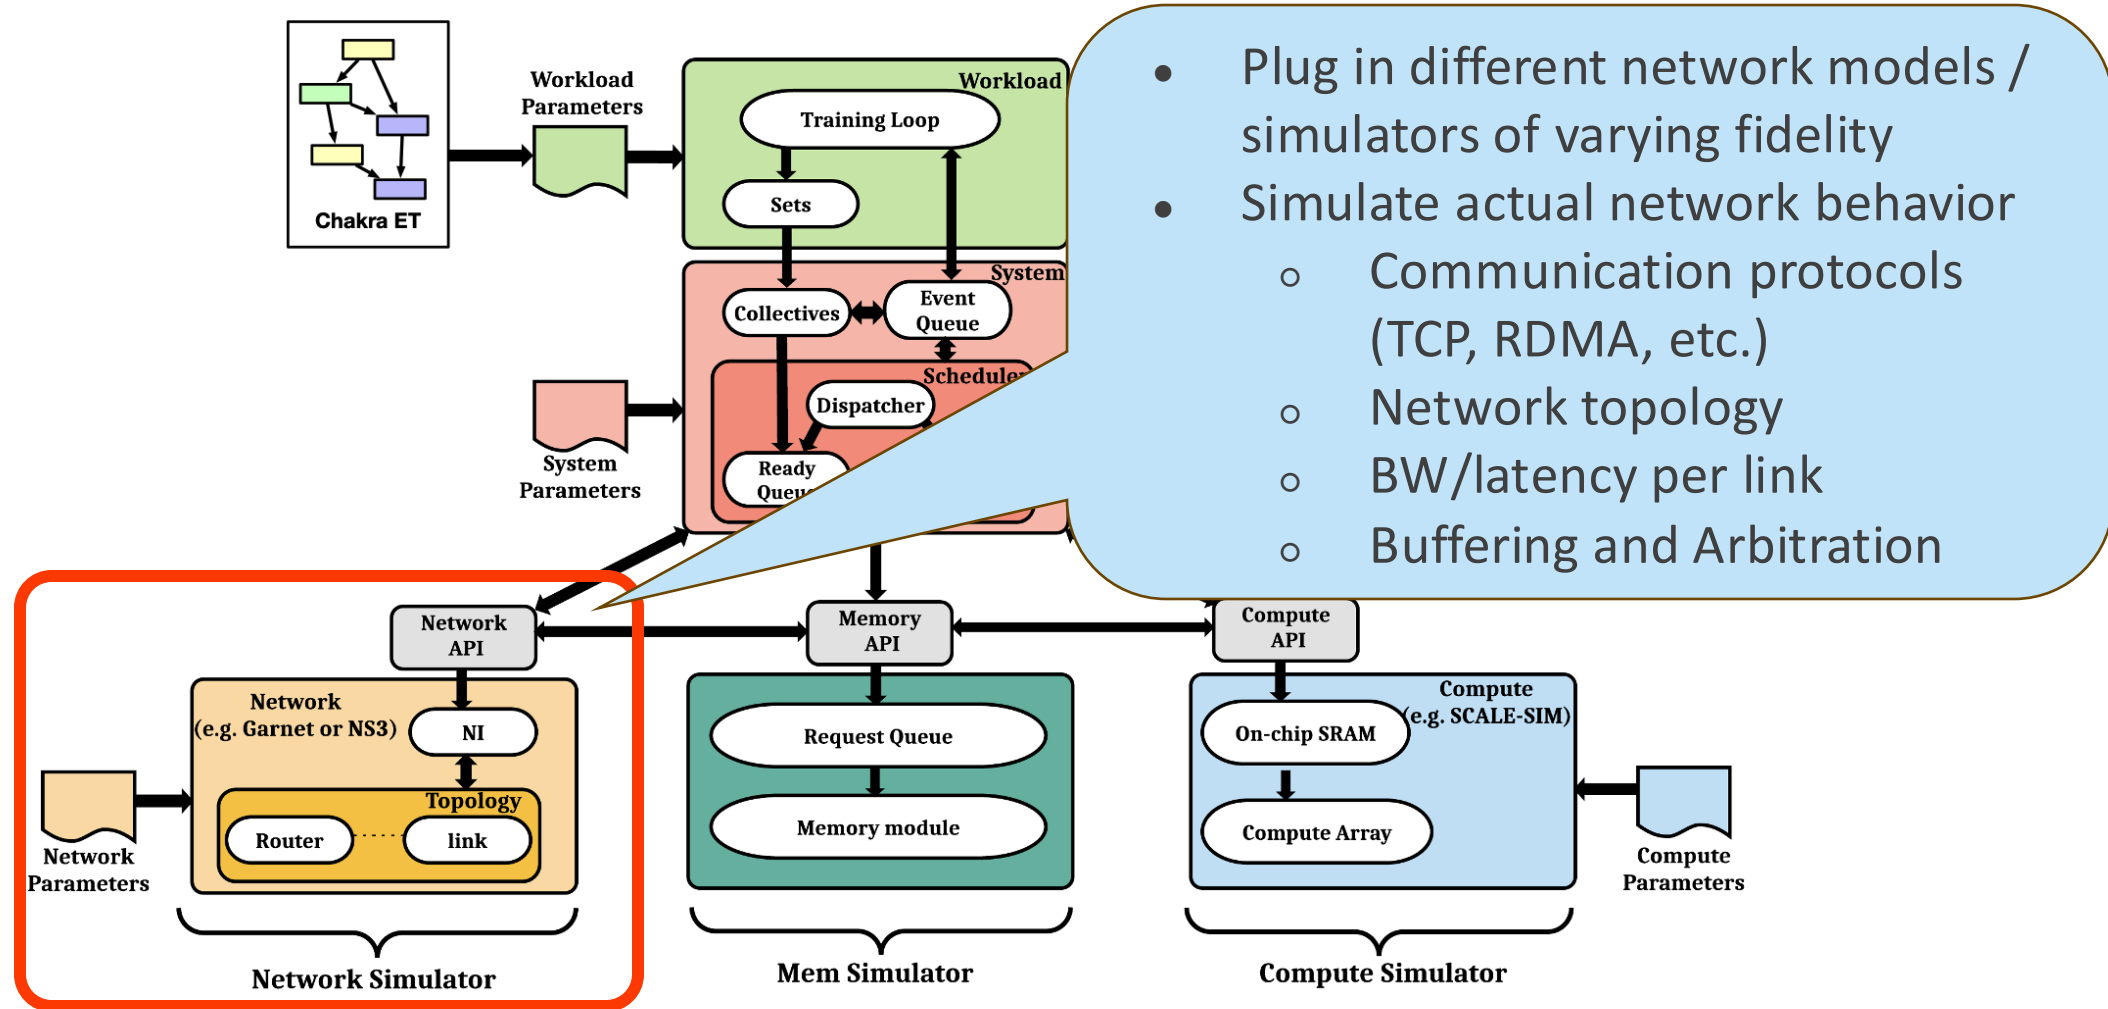 Chakra ET
Workload
Parameters
Workload
Training Loop
Sets
System
Collectives
Event
Queue
Scheduler
Dispatcher
Ready
Queue
System
Parameters
• Plug in different network models /
simulators of varying fidelity
• Simulate actual network behavior
○ Communication protocols
(TCP, RDMA, etc.)
○ Network topology
○ BW/latency per link
○ Buffering and Arbitration
Network
API
Memory
API
Compute
API
Network
(e.g. Garnet or NS3)
NI
Topology
Router
link
Network
Parameters
Request Queue
Memory module
Compute
(e.g. SCALE-SIM)
On-chip SRAM
Compute Array
Compute
Parameters
Network Simulator
Mem Simulator
Compute Simulator